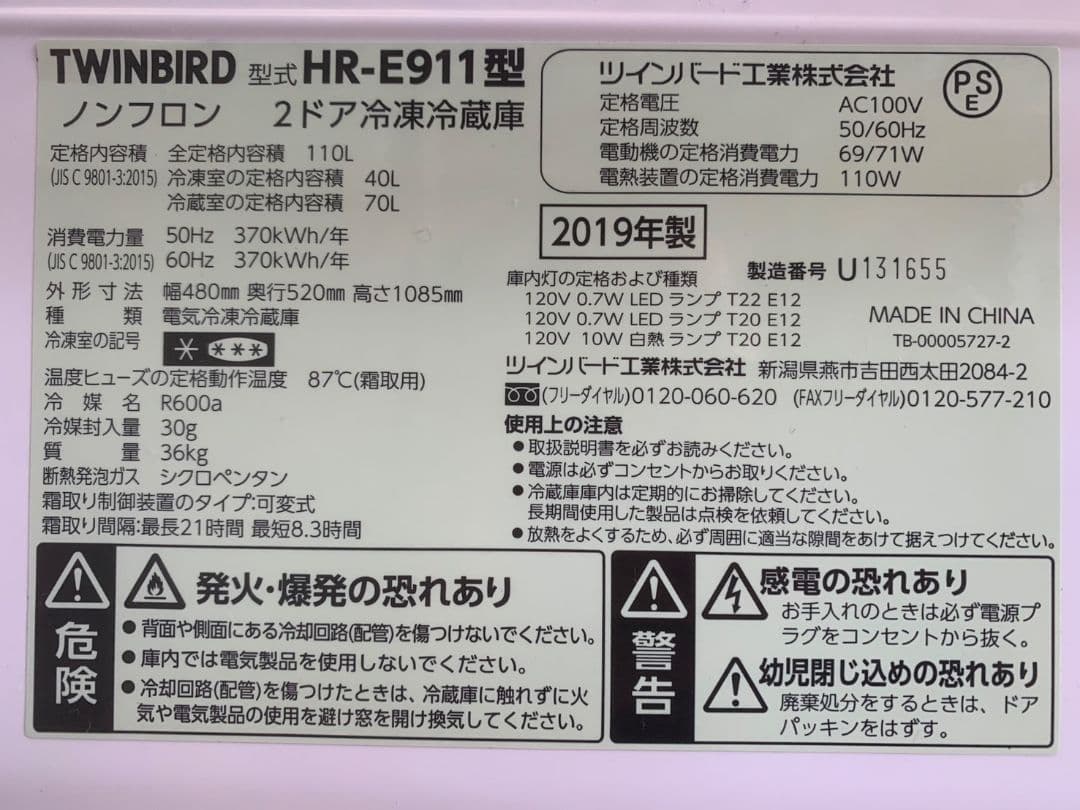 TWINBIRD 型式 HR-E911型
ノンフロン 2ドア冷凍冷蔵庫
定格内容積 全定格内容積 110L
(JIS C 9801-3:2015) 冷凍室の定格内容積 40L
冷蔵室の定格内容積 70L
消費電力量 50Hz 370kWh/年
(JIS C 9801-3:2015) 60Hz 370kWh/年
外形寸法 幅480mm 奥行520mm 高さ1085mm
種類 電気冷凍冷蔵庫
冷凍室の記号 * ***
温度ヒューズの定格動作温度 87℃(霜取用)
冷媒名 R600a
冷媒封入量 30g
質量 36kg
断熱発泡ガス シクロペンタン
霜取り制御装置のタイプ:可変式
霜取り間隔:最長21時間 最短8.3時間
ツインバード工業株式会社
PS
E
定格電圧 AC100V
定格周波数 50/60Hz
電動機の定格消費電力 69/71W
電熱装置の定格消費電力 110W
2019年製
製造番号 U131655
庫内灯の定格および種類
120V 0.7W LED ランプ T22 E12
120V 0.7W LED ランプ T20 E12
120V 10W 白熱 ランプ T20 E12
MADE IN CHINA
TB-00005727-2
ツインバード工業株式会社 新潟県燕市吉田西太田2084-2
(フリーダイヤル)0120-060-620 (FAXフリーダイヤル)0120-577-210
使用上の注意
●取扱説明書を必ずお読みください。
●電源は必ずコンセントからお取りください。
●冷蔵庫庫内は定期的にお掃除してください。
長期間使用した製品は点検を依頼してください。
●放熱をよくするため、必ず周囲に適当な隙間をあけて据えつけてください。
危険
発火・爆発の恐れあり
●背面や側面にある冷却回路(配管)を傷つけないでください。
●庫内では電気製品を使用しないでください。
●冷却回路(配管)を傷つけたときは、冷蔵庫に触れずに火
気や電気製品の使用を避け窓を開け換気してください。
警告
感電の恐れあり
お手入れのときは必ず電源プ
ラグをコンセントから抜く。
幼児閉じ込めの恐れあり
廃棄処分をするときは、ドア
パッキンをはずす。